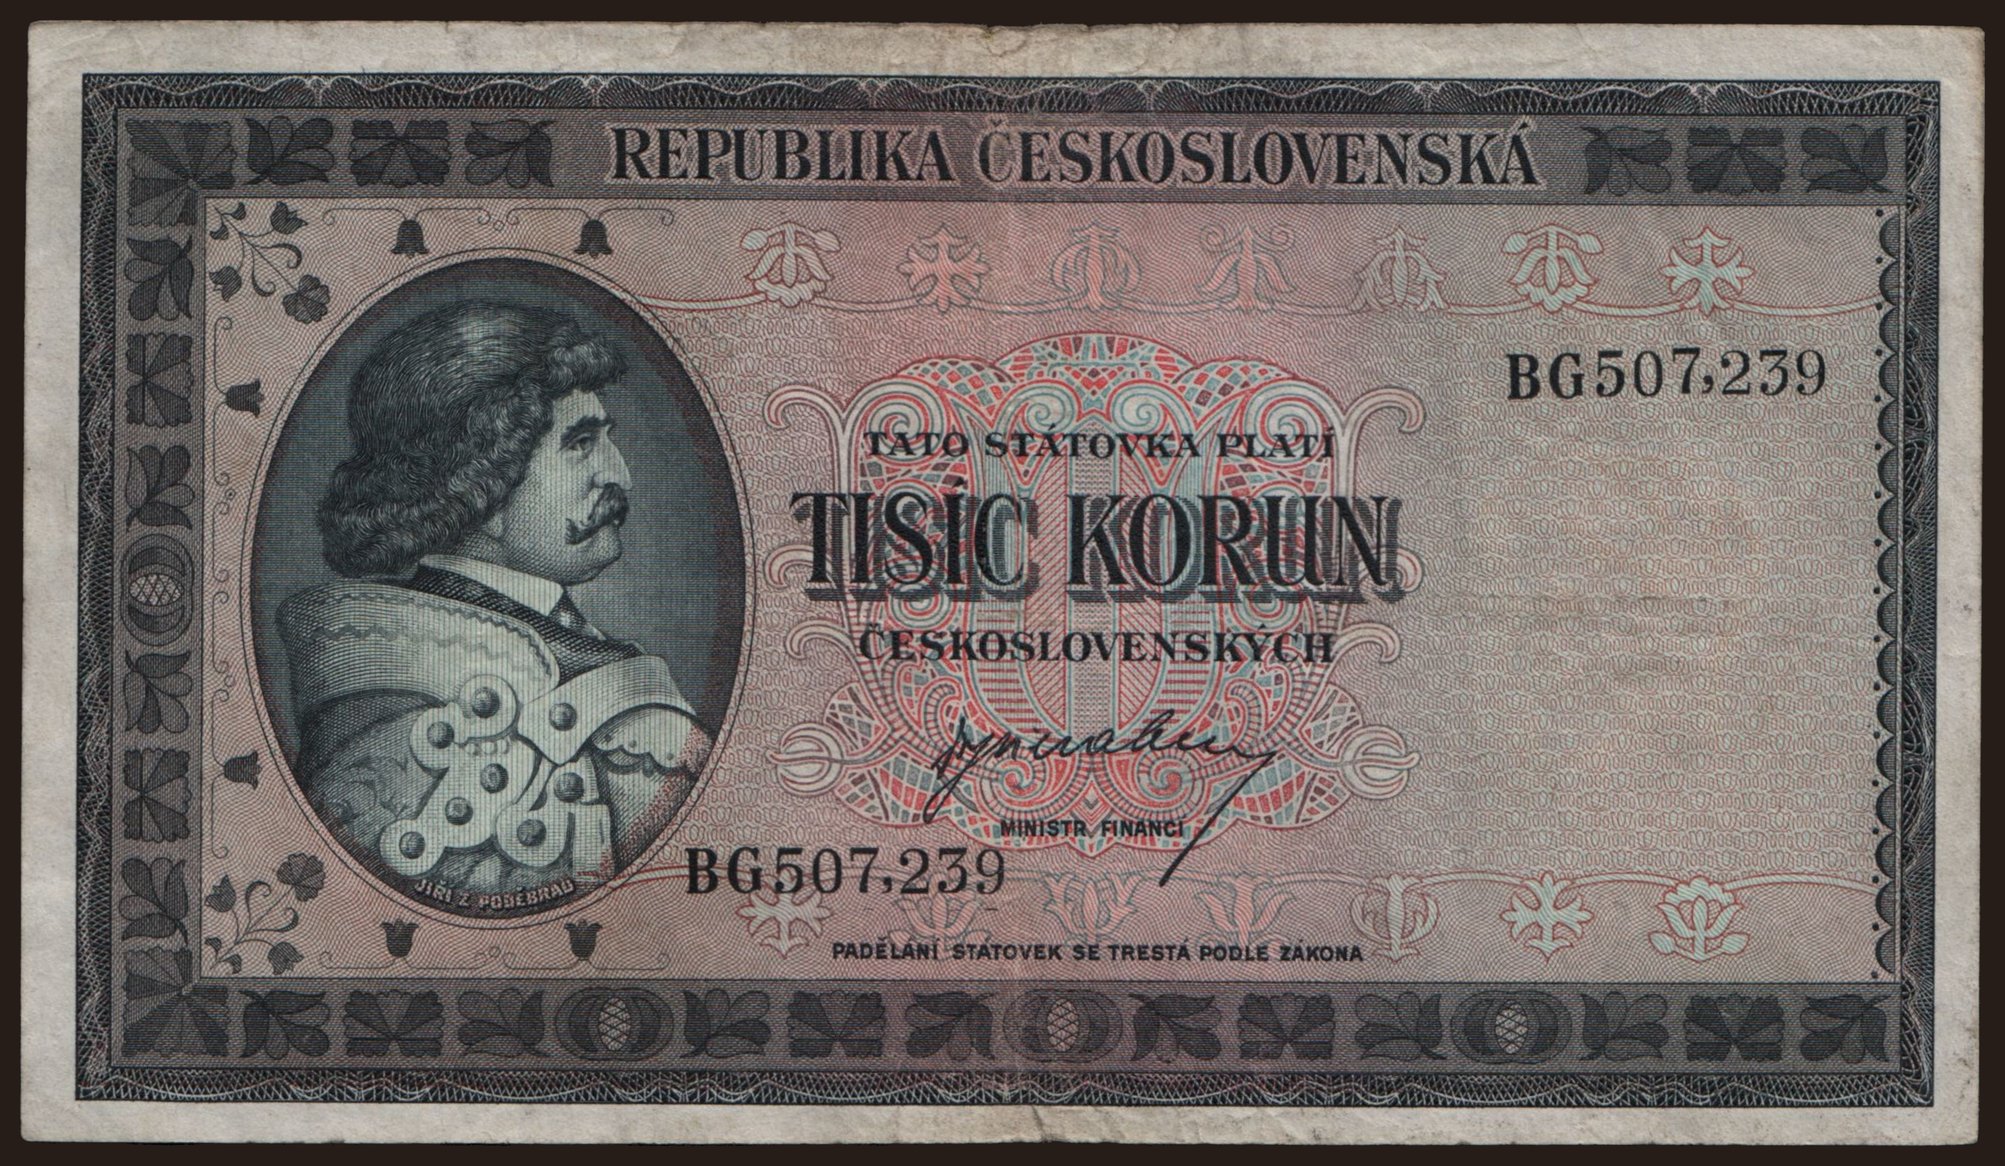 REPUBLIKA ČESKOSLOVENSKÁ
BG507,239
TATO STÁTOVKA PLATÍ
TISÍC KORUN
ČESKOSLOVENSKÝCH
MINISTR FINANCÍ
BG507,239
JIŘÍ Z PODĚBRAD
PADĚLÁNÍ STÁTOVEK SE TRESTÁ PODLE ZÁKONA